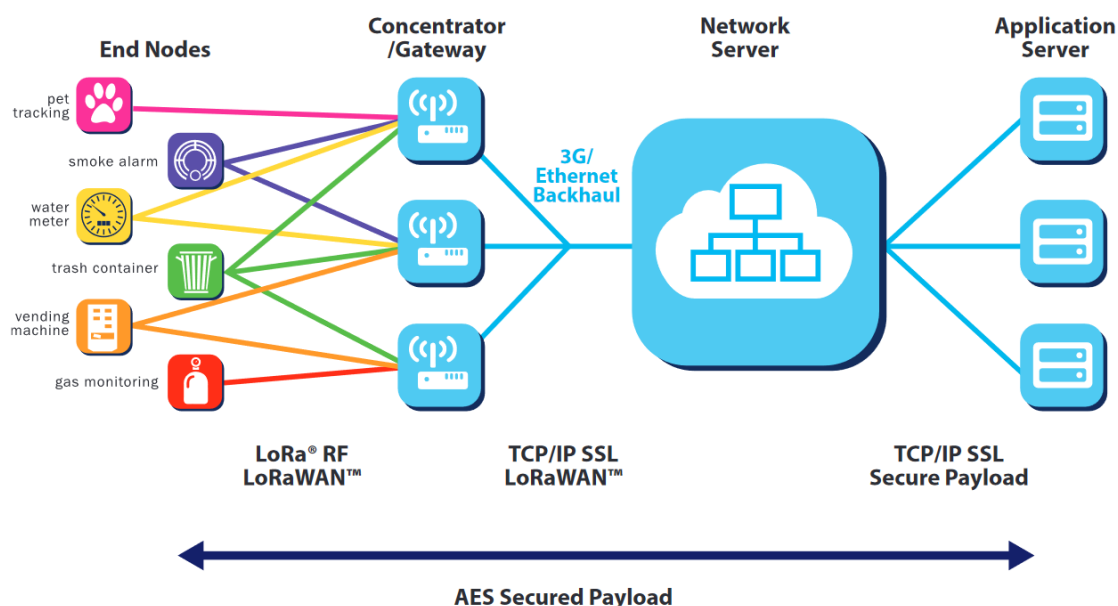 End Nodes
Concentrator
/Gateway
Network
Server
Application
Server
pet
tracking
smoke alarm
water
meter
trash container
vending
machine
gas monitoring
3G/
Ethernet
Backhaul
LoRa® RF
LoRaWAN™
TCP/IP SSL
LoRaWAN™
TCP/IP SSL
Secure Payload
AES Secured Payload